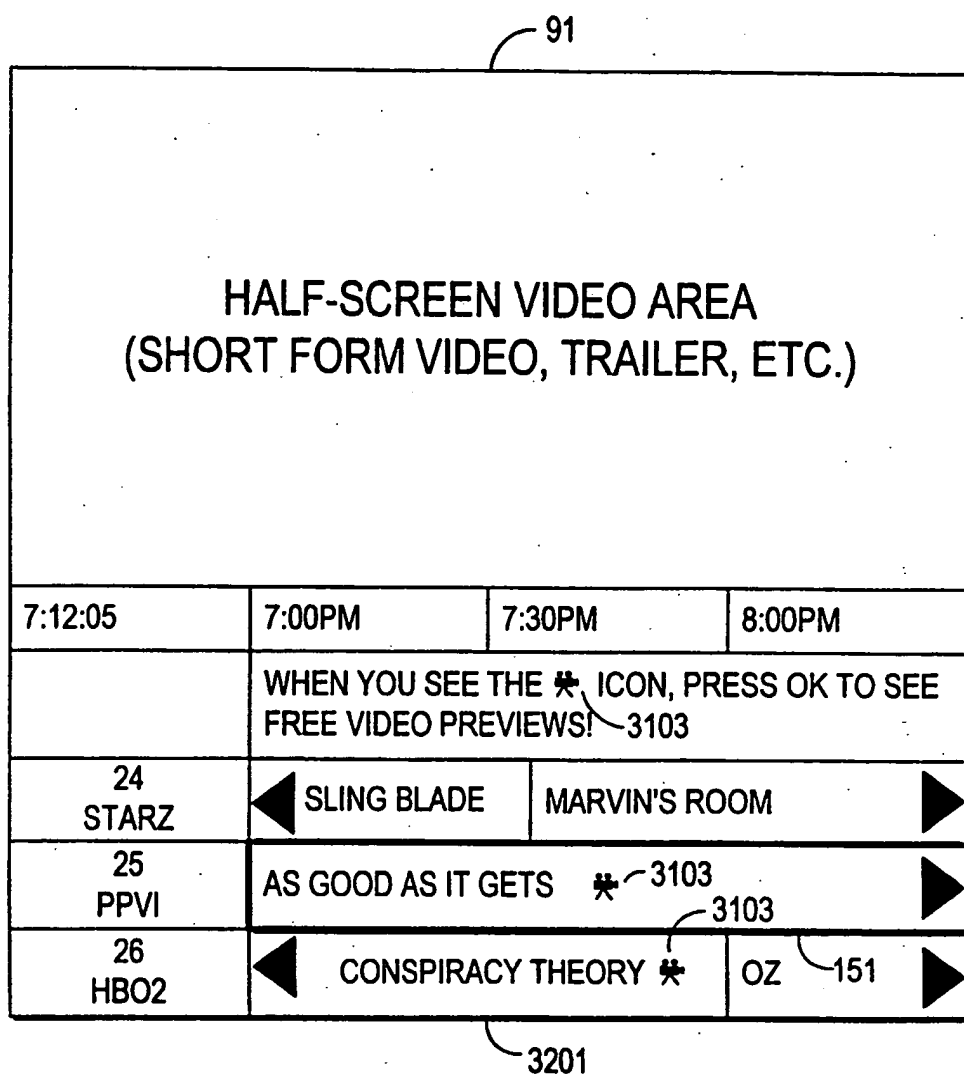 91
HALF-SCREEN VIDEO AREA
(SHORT FORM VIDEO, TRAILER, ETC.)
7:12:05 7:00PM 7:30PM 8:00PM
WHEN YOU SEE THE ICON, PRESS OK TO SEE
FREE VIDEO PREVIEWS! 3103
24
STARZ
SLING BLADE MARVIN'S ROOM
25
PPVI
AS GOOD AS IT GETS 3103
3103
26
HBO2
CONSPIRACY THEORY OZ 151
3201